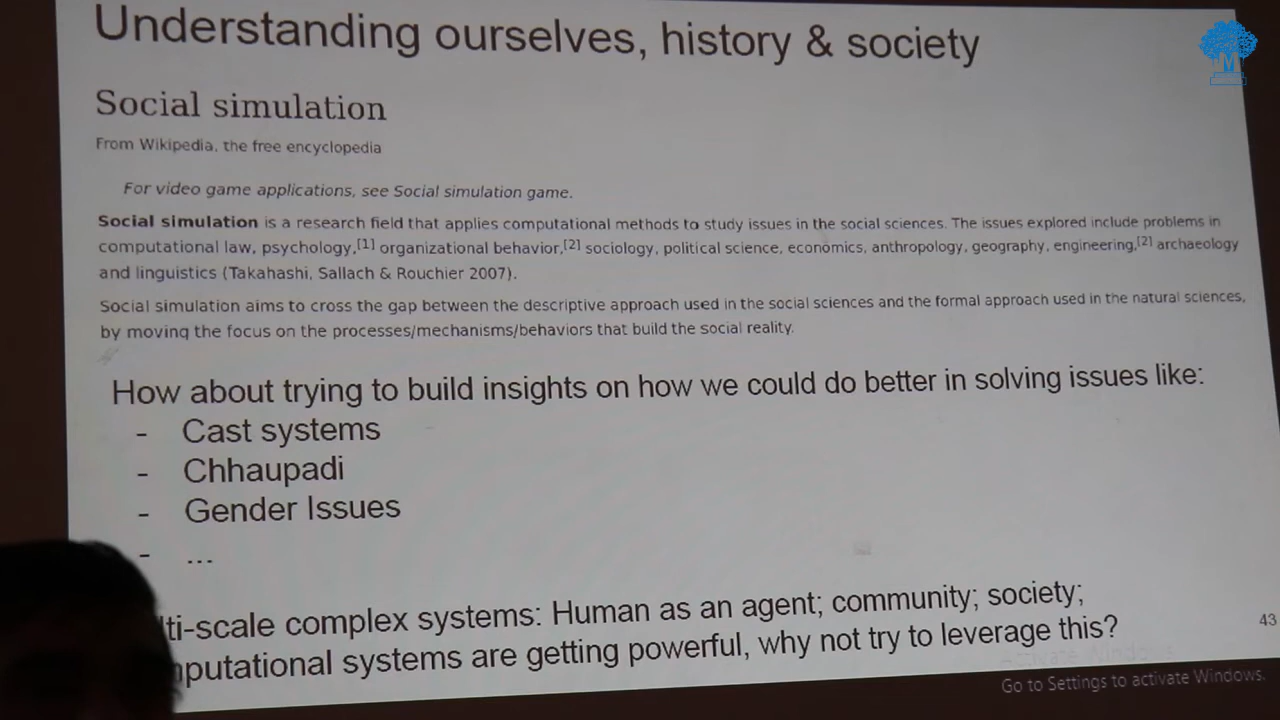 Understanding ourselves, history & society
Social simulation
From Wikipedia, the free encyclopedia
For video game applications, see Social simulation game.
Social simulation is a research field that applies computational methods to study issues in the social sciences. The issues explored include problems in
computational law, psychology,[1] organizational behavior,[2] sociology, political science, economics, anthropology, geography, engineering,[2] archaeology
and linguistics (Takahashi, Sallach & Rouchier 2007).
Social simulation aims to cross the gap between the descriptive approach used in the social sciences and the formal approach used in the natural sciences,
by moving the focus on the processes/mechanisms/behaviors that build the social reality.
How about trying to build insights on how we could do better in solving issues like:
- Cast systems
- Chhaupadi
- Gender Issues
- ...
ti-scale complex systems: Human as an agent; community; society;
putational systems are getting powerful, why not try to leverage this?
43
Activate Windows
Go to Settings to activate Windows.
M